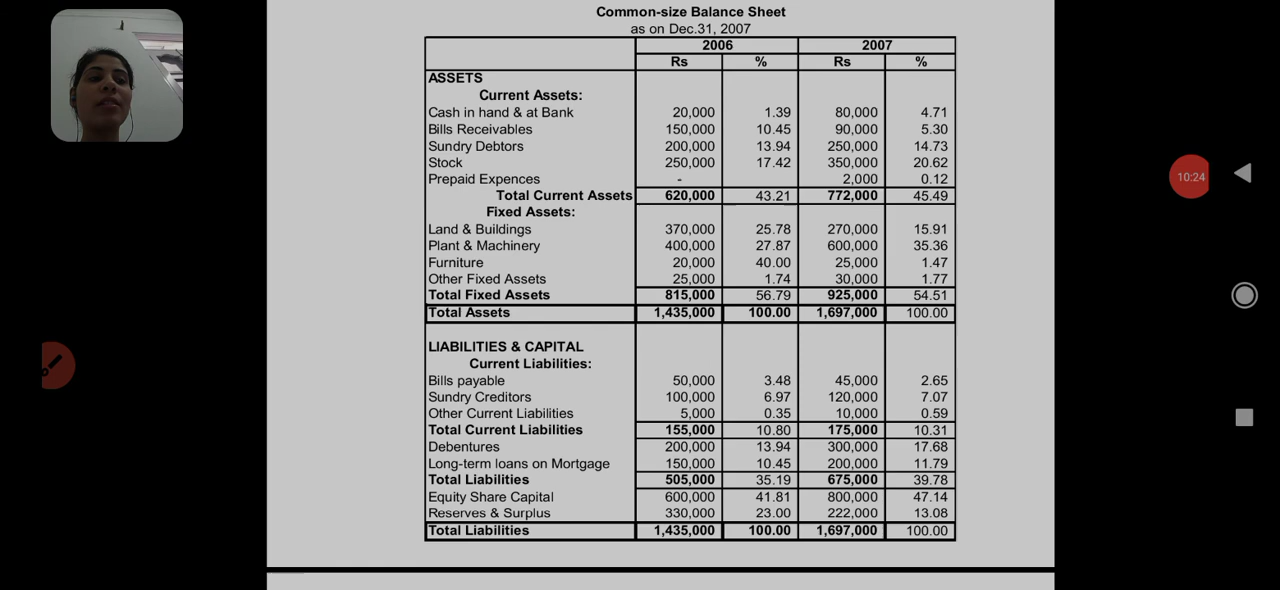 Common-size Balance Sheet
as on Dec.31, 2007
2006 2007
Rs % Rs %
ASSETS
Current Assets:
Cash in hand & at Bank 20,000 1.39 80,000 4.71
Bills Receivables 150,000 10.45 90,000 5.30
Sundry Debtors 200,000 13.94 250,000 14.73
Stock 250,000 17.42 350,000 20.62
Prepaid Expences - 2,000 0.12
Total Current Assets 620,000 43.21 772,000 45.49
Fixed Assets:
Land & Buildings 370,000 25.78 270,000 15.91
Plant & Machinery 400,000 27.87 600,000 35.36
Furniture 20,000 40.00 25,000 1.47
Other Fixed Assets 25,000 1.74 30,000 1.77
Total Fixed Assets 815,000 56.79 925,000 54.51
Total Assets 1,435,000 100.00 1,697,000 100.00
LIABILITIES & CAPITAL
Current Liabilities:
Bills payable 50,000 3.48 45,000 2.65
Sundry Creditors 100,000 6.97 120,000 7.07
Other Current Liabilities 5,000 0.35 10,000 0.59
Total Current Liabilities 155,000 10.80 175,000 10.31
Debentures 200,000 13.94 300,000 17.68
Long-term loans on Mortgage 150,000 10.45 200,000 11.79
Total Liabilities 505,000 35.19 675,000 39.78
Equity Share Capital 600,000 41.81 800,000 47.14
Reserves & Surplus 330,000 23.00 222,000 13.08
Total Liabilities 1,435,000 100.00 1,697,000 100.00
10:24